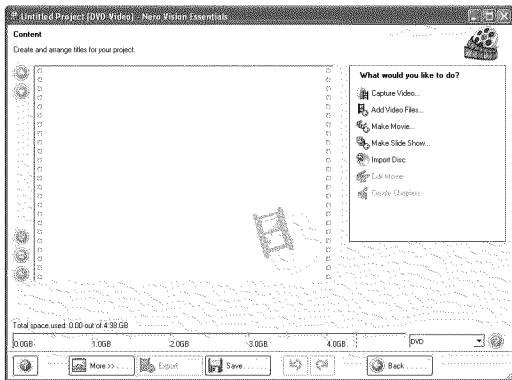 Untitled Project (DVD-Video) - Nero Vision Essentials
Content
Create and arrange titles for your project.
What would you like to do?
Capture Video...
Add Video Files...
Make Movie...
Make Slide Show...
Import Disc
Edit Movie
Create Chapters
Total space used: 0.00 out of 4.38 GB
0.0GB 1.0GB 2.0GB 3.0GB 4.0GB DVD
More >> Export Save Back